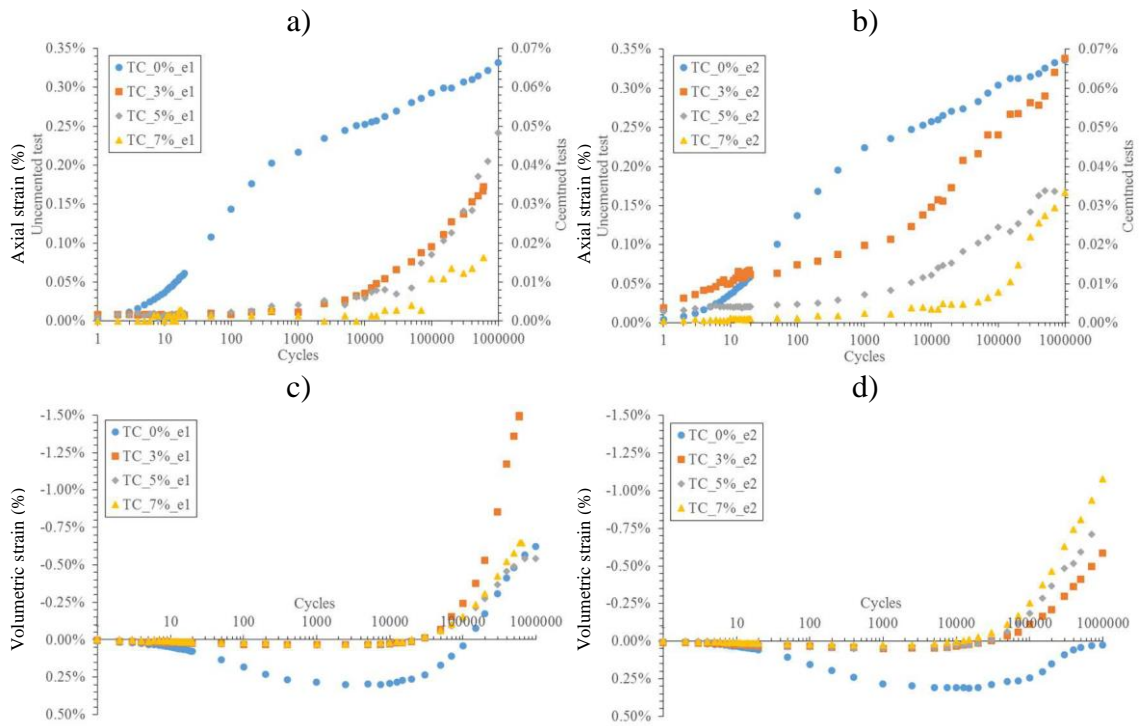 a)
0.35%
0.30%
0.25%
0.20%
0.15%
0.10%
0.05%
0.00%
Axial strain (%)
Uncemented test
TC_0%_e1
TC_3%_e1
TC_5%_e1
TC_7%_e1
0.07%
0.06%
0.05%
0.04%
0.03%
0.02%
0.01%
0.00%
Ceemtned tests
1 10 100 1000 10000 100000 1000000
Cycles
b)
0.35%
0.30%
0.25%
0.20%
0.15%
0.10%
0.05%
0.00%
Axial strain (%)
Uncemented test
TC_0%_e2
TC_3%_e2
TC_5%_e2
TC_7%_e2
0.07%
0.06%
0.05%
0.04%
0.03%
0.02%
0.01%
0.00%
Ceemtned tests
1 10 100 1000 10000 100000 1000000
Cycles
c)
-1.50%
-1.25%
-1.00%
-0.75%
-0.50%
-0.25%
0.00%
0.25%
0.50%
Volumetric strain (%)
TC_0%_e1
TC_3%_e1
TC_5%_e1
TC_7%_e1
Cycles
10 100 1000 10000 100000 1000000
d)
-1.50%
-1.25%
-1.00%
-0.75%
-0.50%
-0.25%
0.00%
0.25%
0.50%
Volumetric strain (%)
TC_0%_e2
TC_3%_e2
TC_5%_e2
TC_7%_e2
Cycles
10 100 1000 10000 100000 1000000